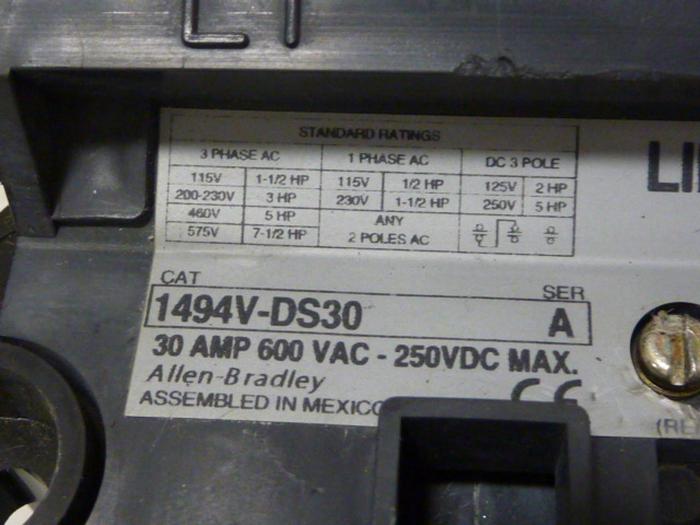 STANDARD RATINGS
3 PHASE AC 1 PHASE AC DC 3 POLE
115V 1-1/2 HP 115V 1/2 HP 125V 2 HP
200-230V 3 HP 230V 1-1/2 HP 250V 5 HP
460V 5 HP ANY
575V 7-1/2 HP 2 POLES AC
CAT SER
1494V-DS30 A
30 AMP 600 VAC - 250VDC MAX.
Allen-Bradley
ASSEMBLED IN MEXICO CE